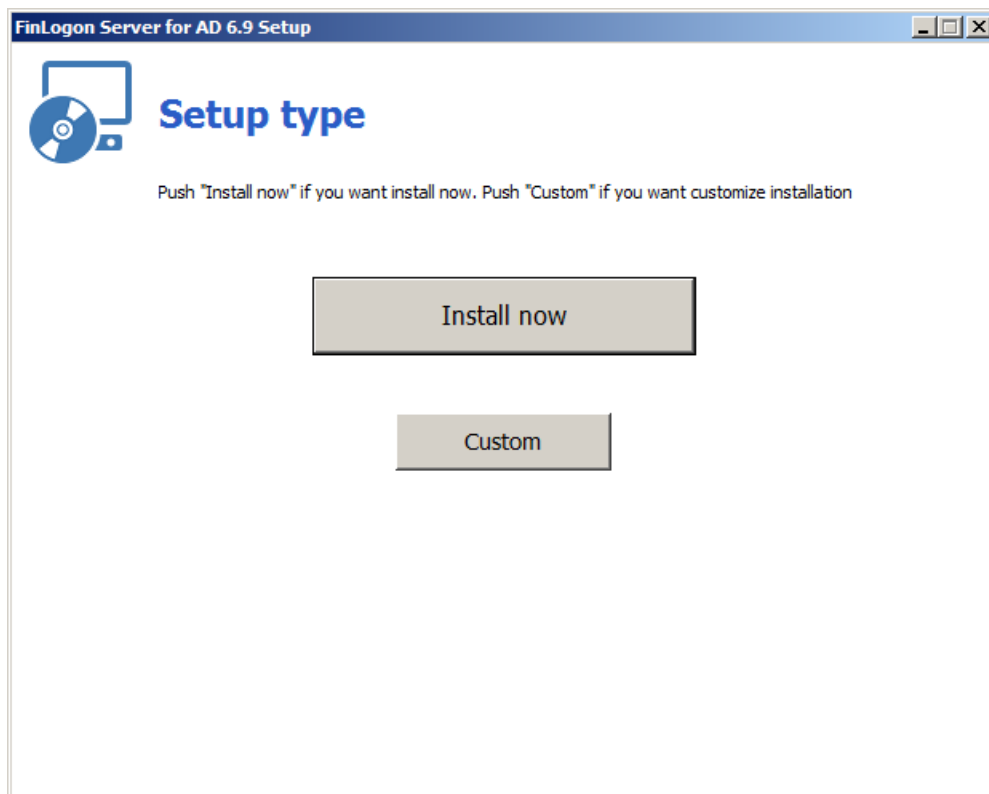 FinLogon Server for AD 6.9 Setup
Setup type
Push "Install now" if you want install now. Push "Custom" if you want customize installation
Install now
Custom